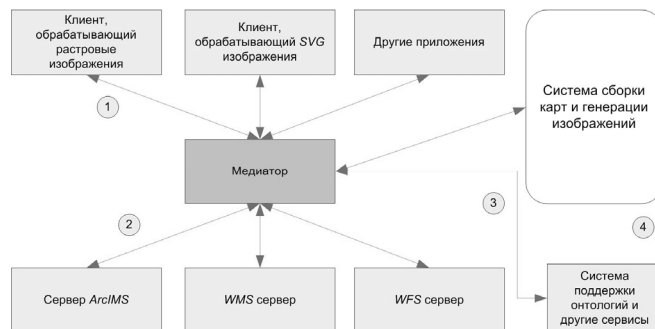 Клиент,
обрабатывающий
растровые
изображения
Клиент,
обрабатывающий SVG
изображения
Другие приложения
Система сборки
карт и генерации
изображений
1
Медиатор
2
3
4
Сервер ArcIMS
WMS сервер
WFS сервер
Система
поддержки
онтологий и
другие сервисы